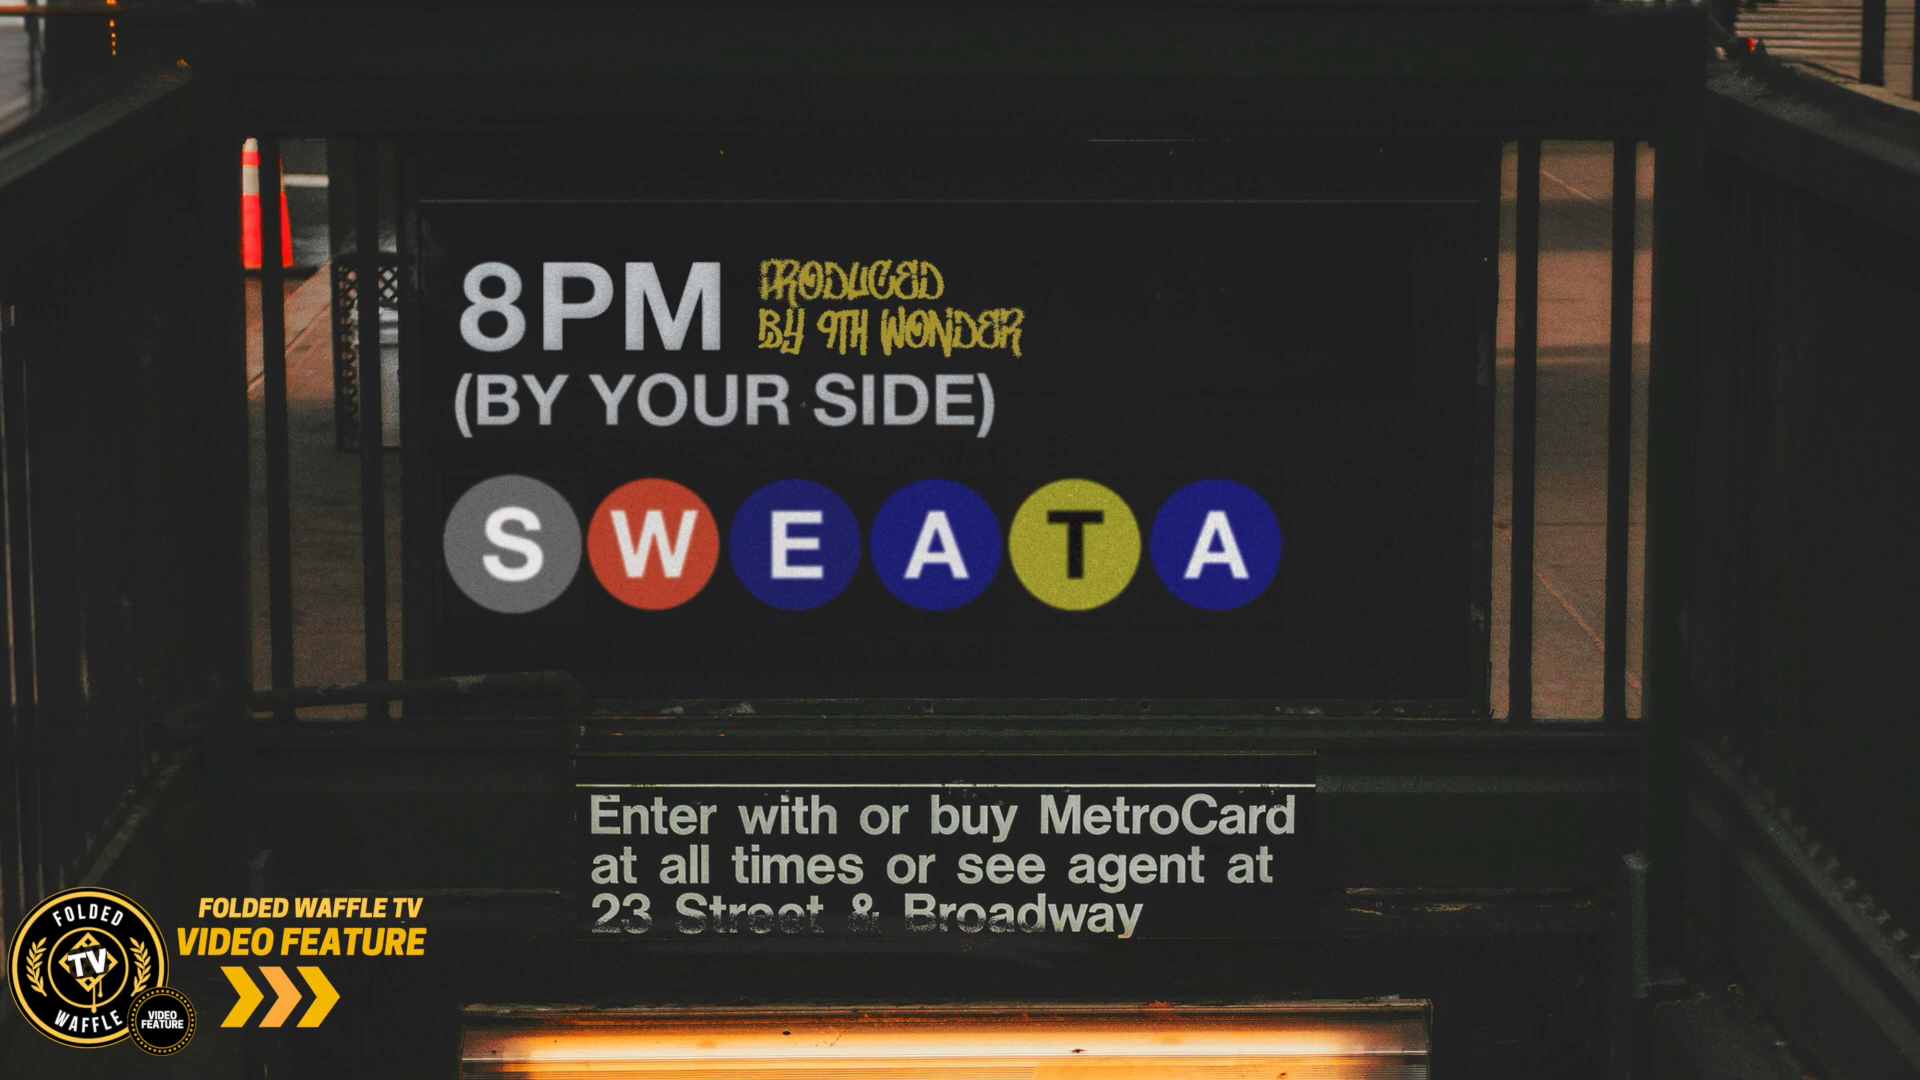 8PM
PRODUCED
BY 9TH WONDER
(BY YOUR SIDE)
SWEATA
Enter with or buy MetroCard
at all times or see agent at
23 Street & Broadway
FOLDED WAFFLE TV
VIDEO FEATURE
FOLDED
TV
WAFFLE
VIDEO
FEATURE